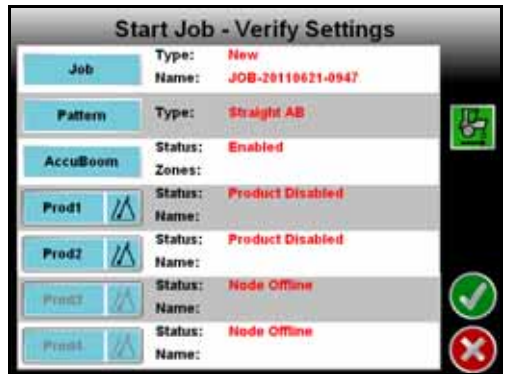 Start Job - Verify Settings
Job
Type: New
Name: JOB-20110621-0947
Pattern
Type: Straight AB
AccuBoom
Status: Enabled
Zones:
Prod1
Status: Product Disabled
Name:
Prod2
Status: Product Disabled
Name:
Prod3
Status: Node Offline
Name:
Prod4
Status: Node Offline
Name: